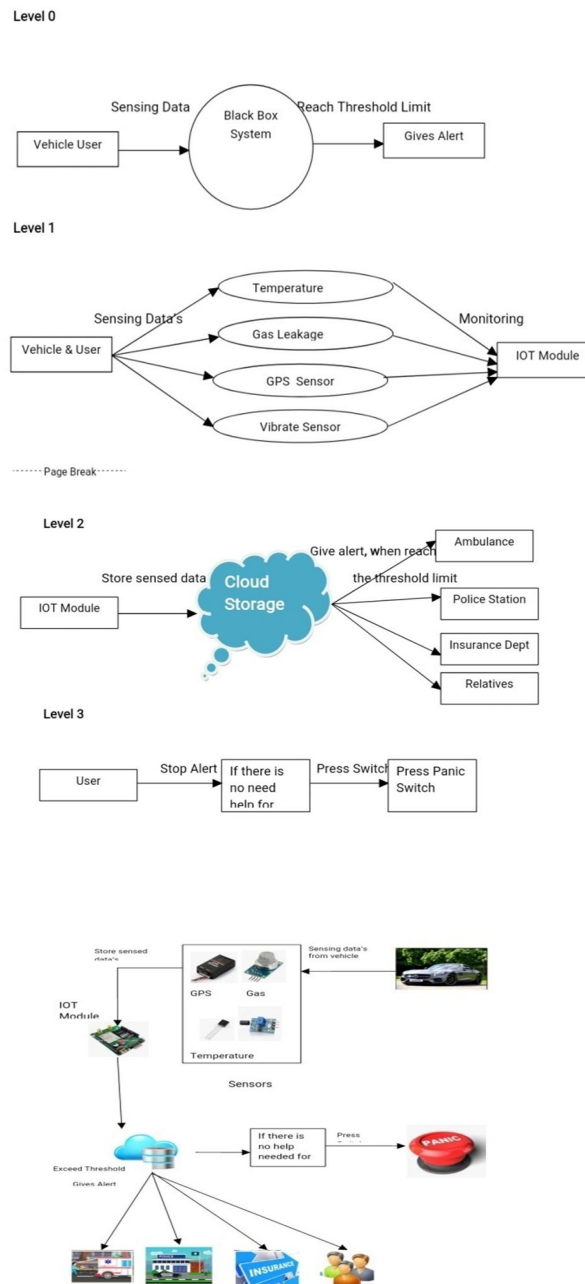 Level 0
Sensing Data
Reach Threshold Limit
Vehicle User
Black Box
System
Gives Alert
Level 1
Temperature
Sensing Data's
Monitoring
Gas Leakage
Vehicle & User
IOT Module
GPS Sensor
Vibrate Sensor
Page Break
Level 2
Give alert, when reach
Ambulance
Store sensed data
Cloud
Storage
the threshold limit
IOT Module
Police Station
Insurance Dept
Relatives
Level 3
Stop Alert
Press Switch
User
If there is
no need
help for
Press Panic
Switch
Store sensed
data's
Sensing data's
from vehicle
GPS
Gas
IOT
Module
Temperature
Sensors
If there is
no help
needed for
Press
PANIC
Exceed Threshold
Gives Alert
INSURANCE